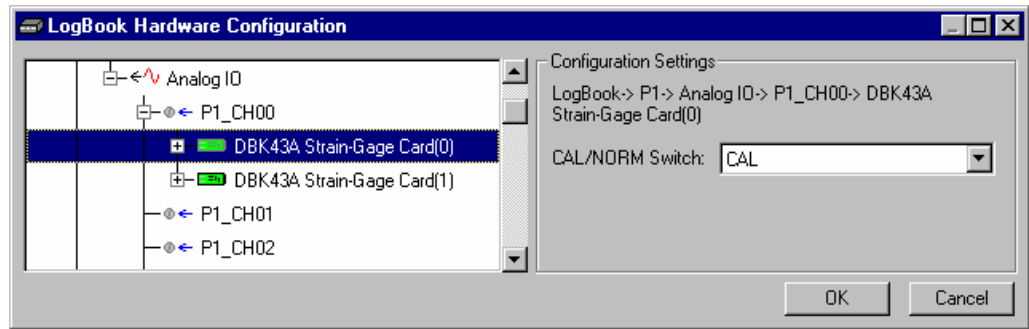 LogBook Hardware Configuration
Analog IO
P1_CH00
DBK43A Strain-Gage Card(0)
DBK43A Strain-Gage Card(1)
P1_CH01
P1_CH02
Configuration Settings
LogBook-> P1-> Analog IO-> P1_CH00-> DBK43A
Strain-Gage Card(0)
CAL/NORM Switch: CAL
OK Cancel